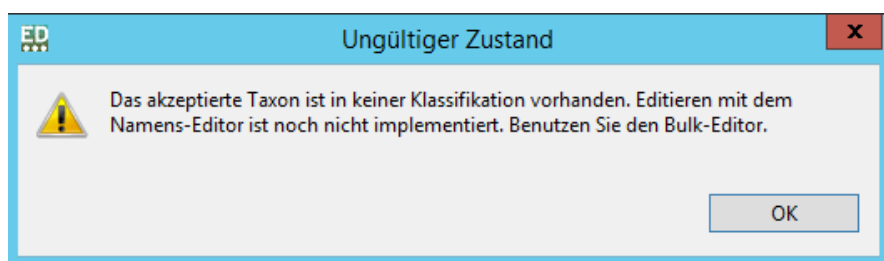 ED
Ungültiger Zustand
x
Das akzeptierte Taxon ist in keiner Klassifikation vorhanden. Editieren mit dem
Namens-Editor ist noch nicht implementiert. Benutzen Sie den Bulk-Editor.
OK